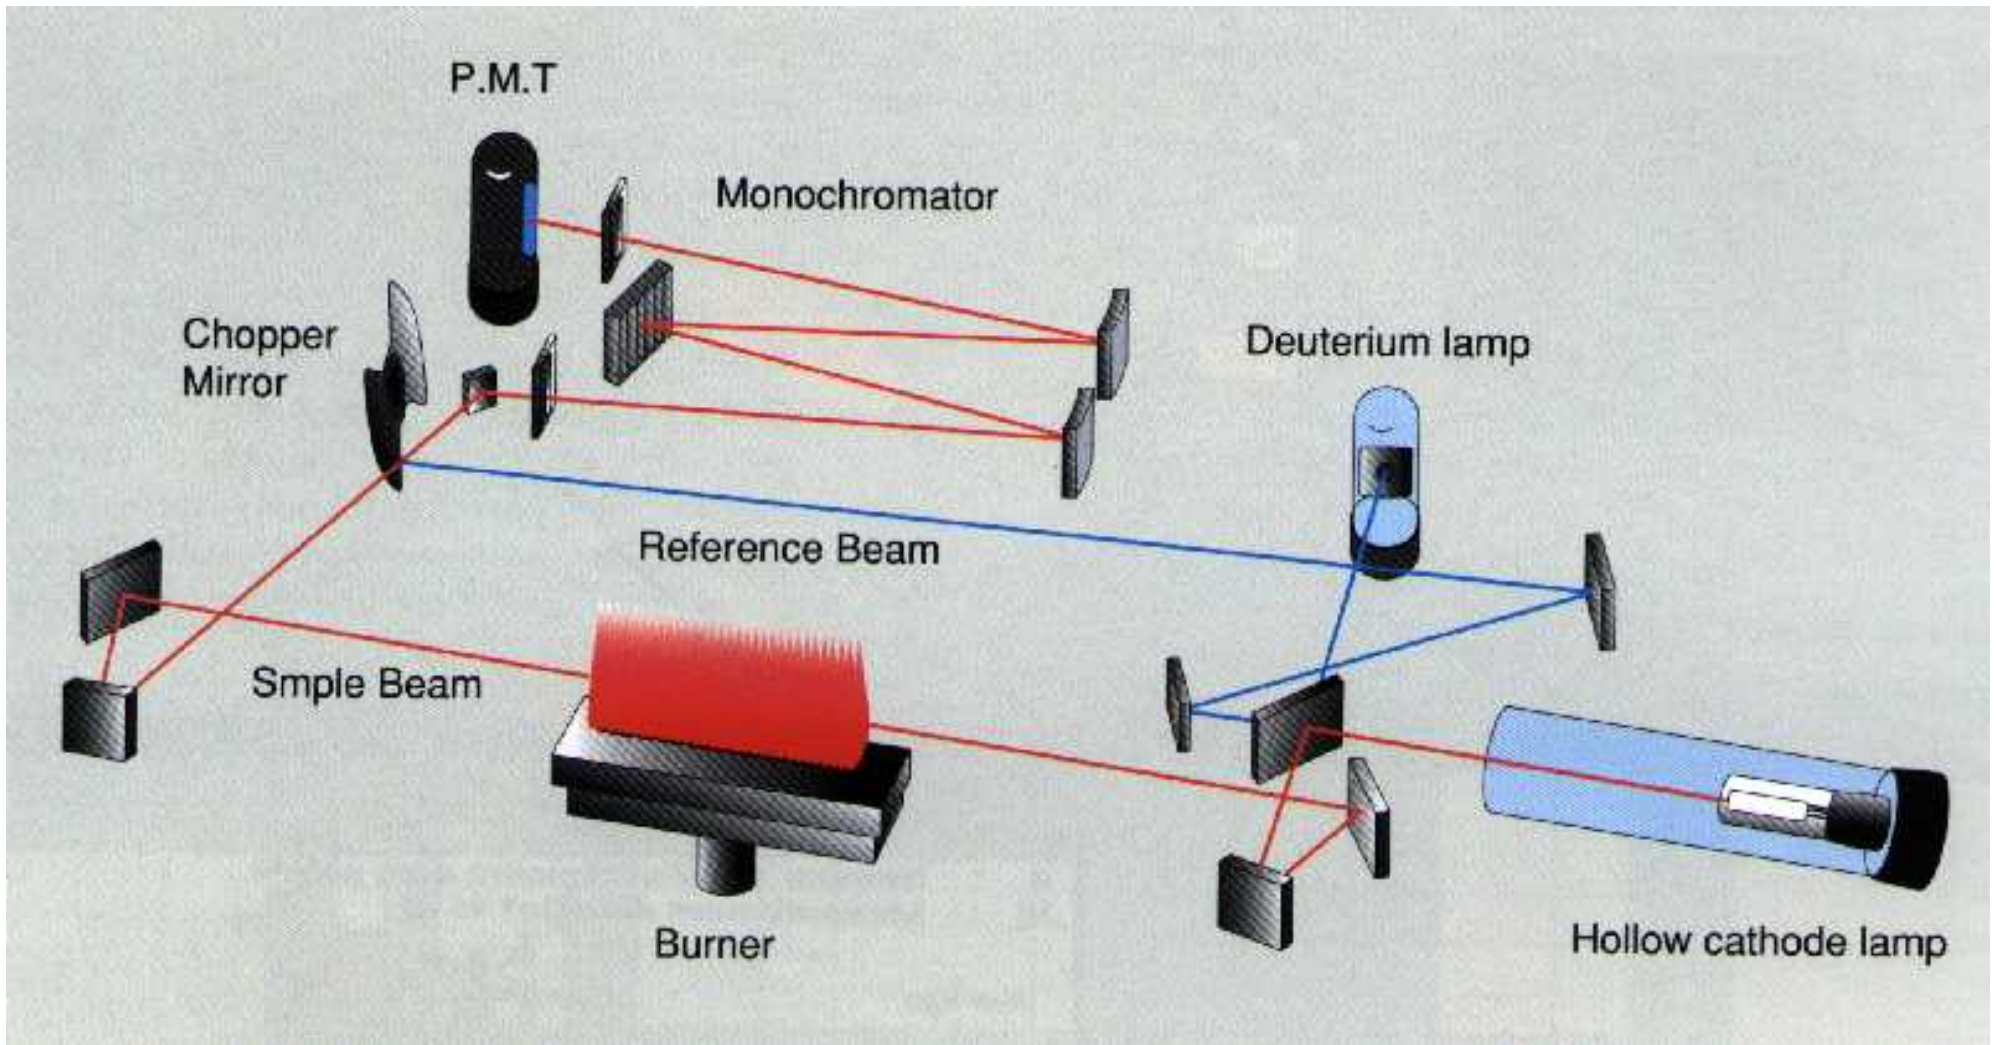 P.M.T
Monochromator
Chopper
Mirror
Deuterium lamp
Reference Beam
Smple Beam
Burner
Hollow cathode lamp